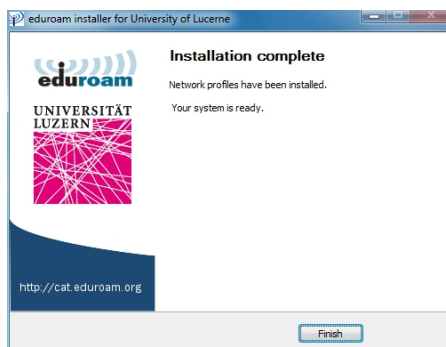 eduroam installer for University of Lucerne
eduroam
UNIVERSITÄT
LUZERN
http://cat.eduroam.org
Installation complete
Network profiles have been installed.
Your system is ready.
Finish